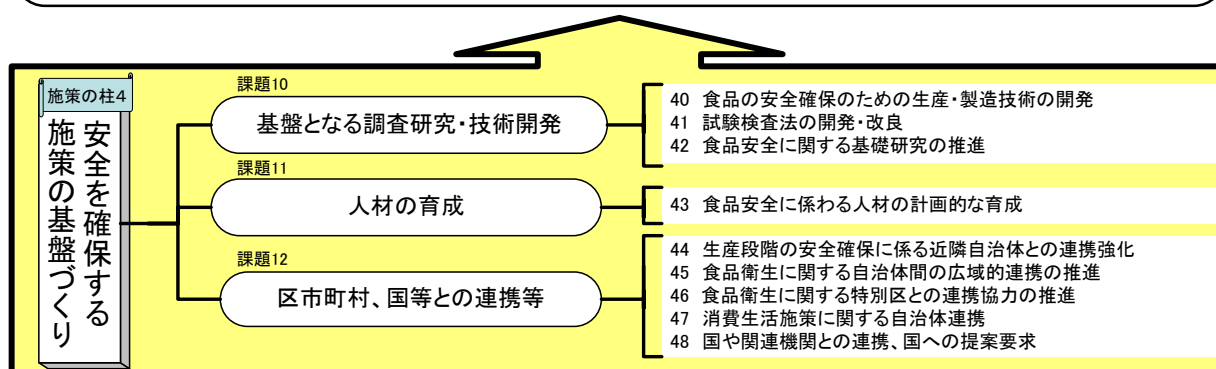 施策の柱4
安全を確保する
施策の基盤づくり
課題10
基盤となる調査研究・技術開発
40 食品の安全確保のための生産・製造技術の開発
41 試験検査法の開発・改良
42 食品安全に関する基礎研究の推進
課題11
人材の育成
43 食品安全に係わる人材の計画的な育成
課題12
区市町村、国等との連携等
44 生産段階の安全確保に係る近隣自治体との連携強化
45 食品衛生に関する自治体間の広域的連携の推進
46 食品衛生に関する特別区との連携協力の推進
47 消費生活施策に関する自治体連携
48 国や関連機関との連携、国への提案要求